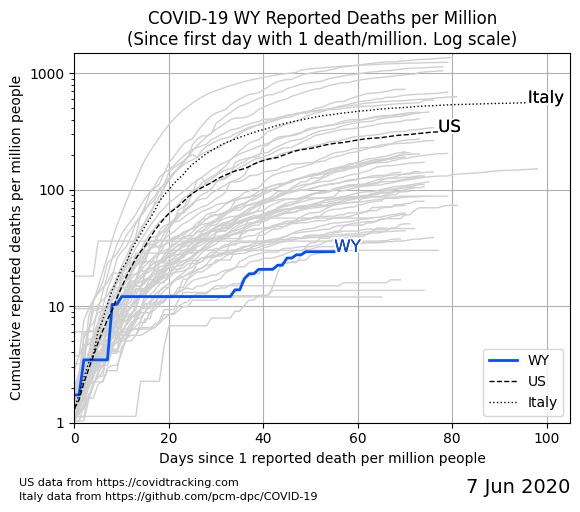 COVID-19 WY Reported Deaths per Million
(Since first day with 1 death/million. Log scale)
Cumulative reported deaths per million people
1000
100
10
1
Italy
US
WY
WY
US
Italy
0 20 40 60 80 100
Days since 1 reported death per million people
US data from https://covidtracking.com
Italy data from https://github.com/pcm-dpc/COVID-19
7 Jun 2020